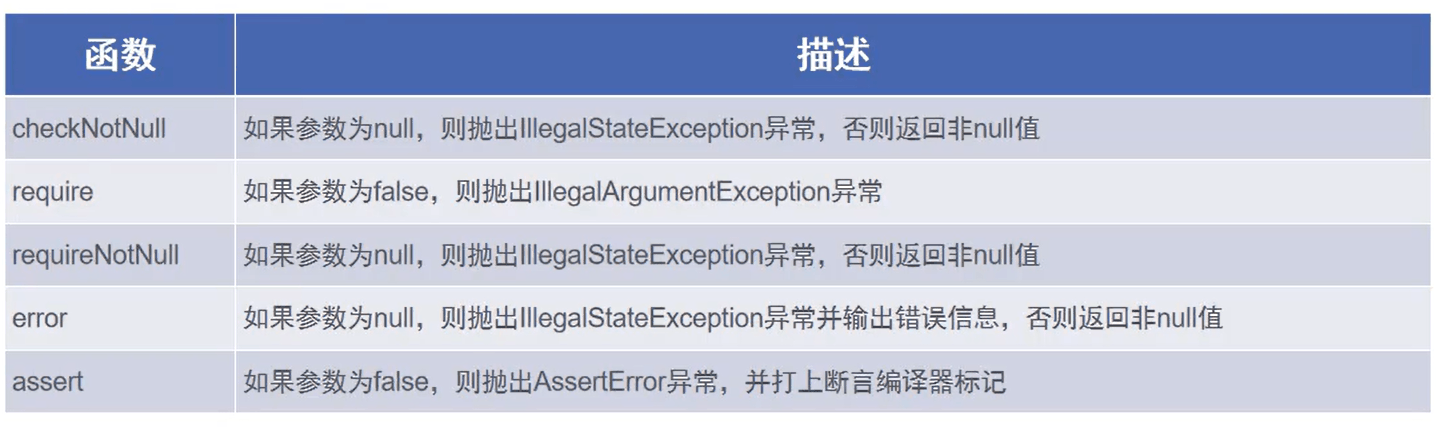 函数 描述
checkNotNull 如果参数为null，则抛出IllegalStateException异常，否则返回非null值
require 如果参数为false，则抛出IllegalArgumentException异常
requireNotNull 如果参数为null，则抛出IllegalStateException异常，否则返回非null值
error 如果参数为null，则抛出IllegalStateException异常并输出错误信息，否则返回非null值
assert 如果参数为false，则抛出AssertError异常，并打上断言编译器标记